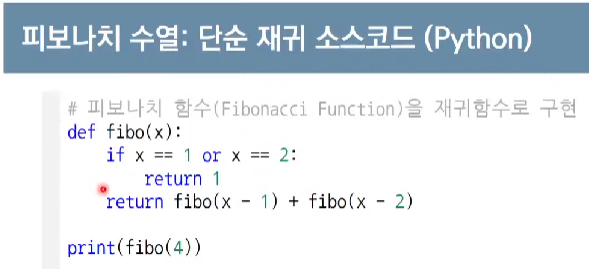 피보나치 수열: 단순 재귀 소스코드 (Python)
# 피보나치 함수(Fibonacci Function)을 재귀함수로 구현
def fibo(x):
    if x == 1 or x == 2:
        return 1
    return fibo(x - 1) + fibo(x - 2)
print(fibo(4))